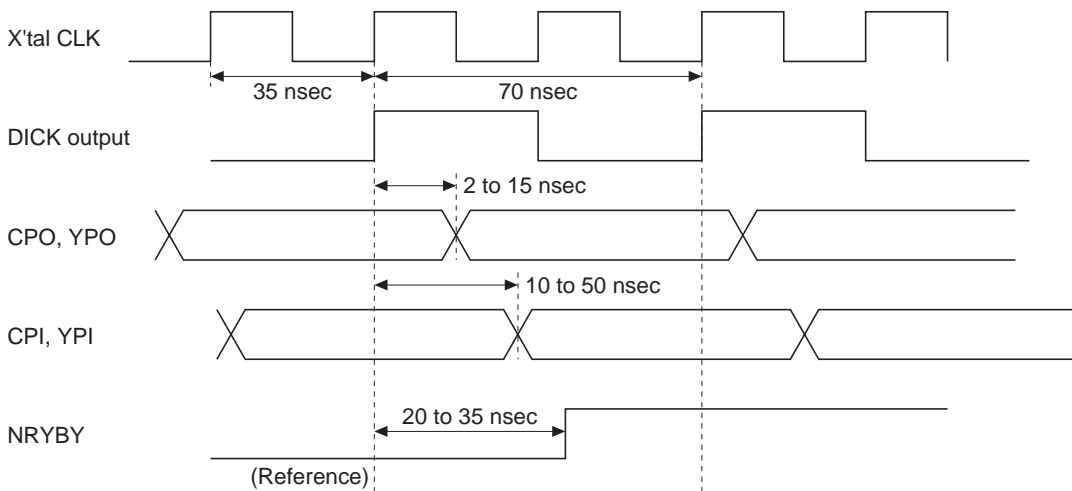 X'tal CLK
35 nsec
70 nsec
DICK output
2 to 15 nsec
CPO, YPO
10 to 50 nsec
CPI, YPI
20 to 35 nsec
NRYBY
(Reference)